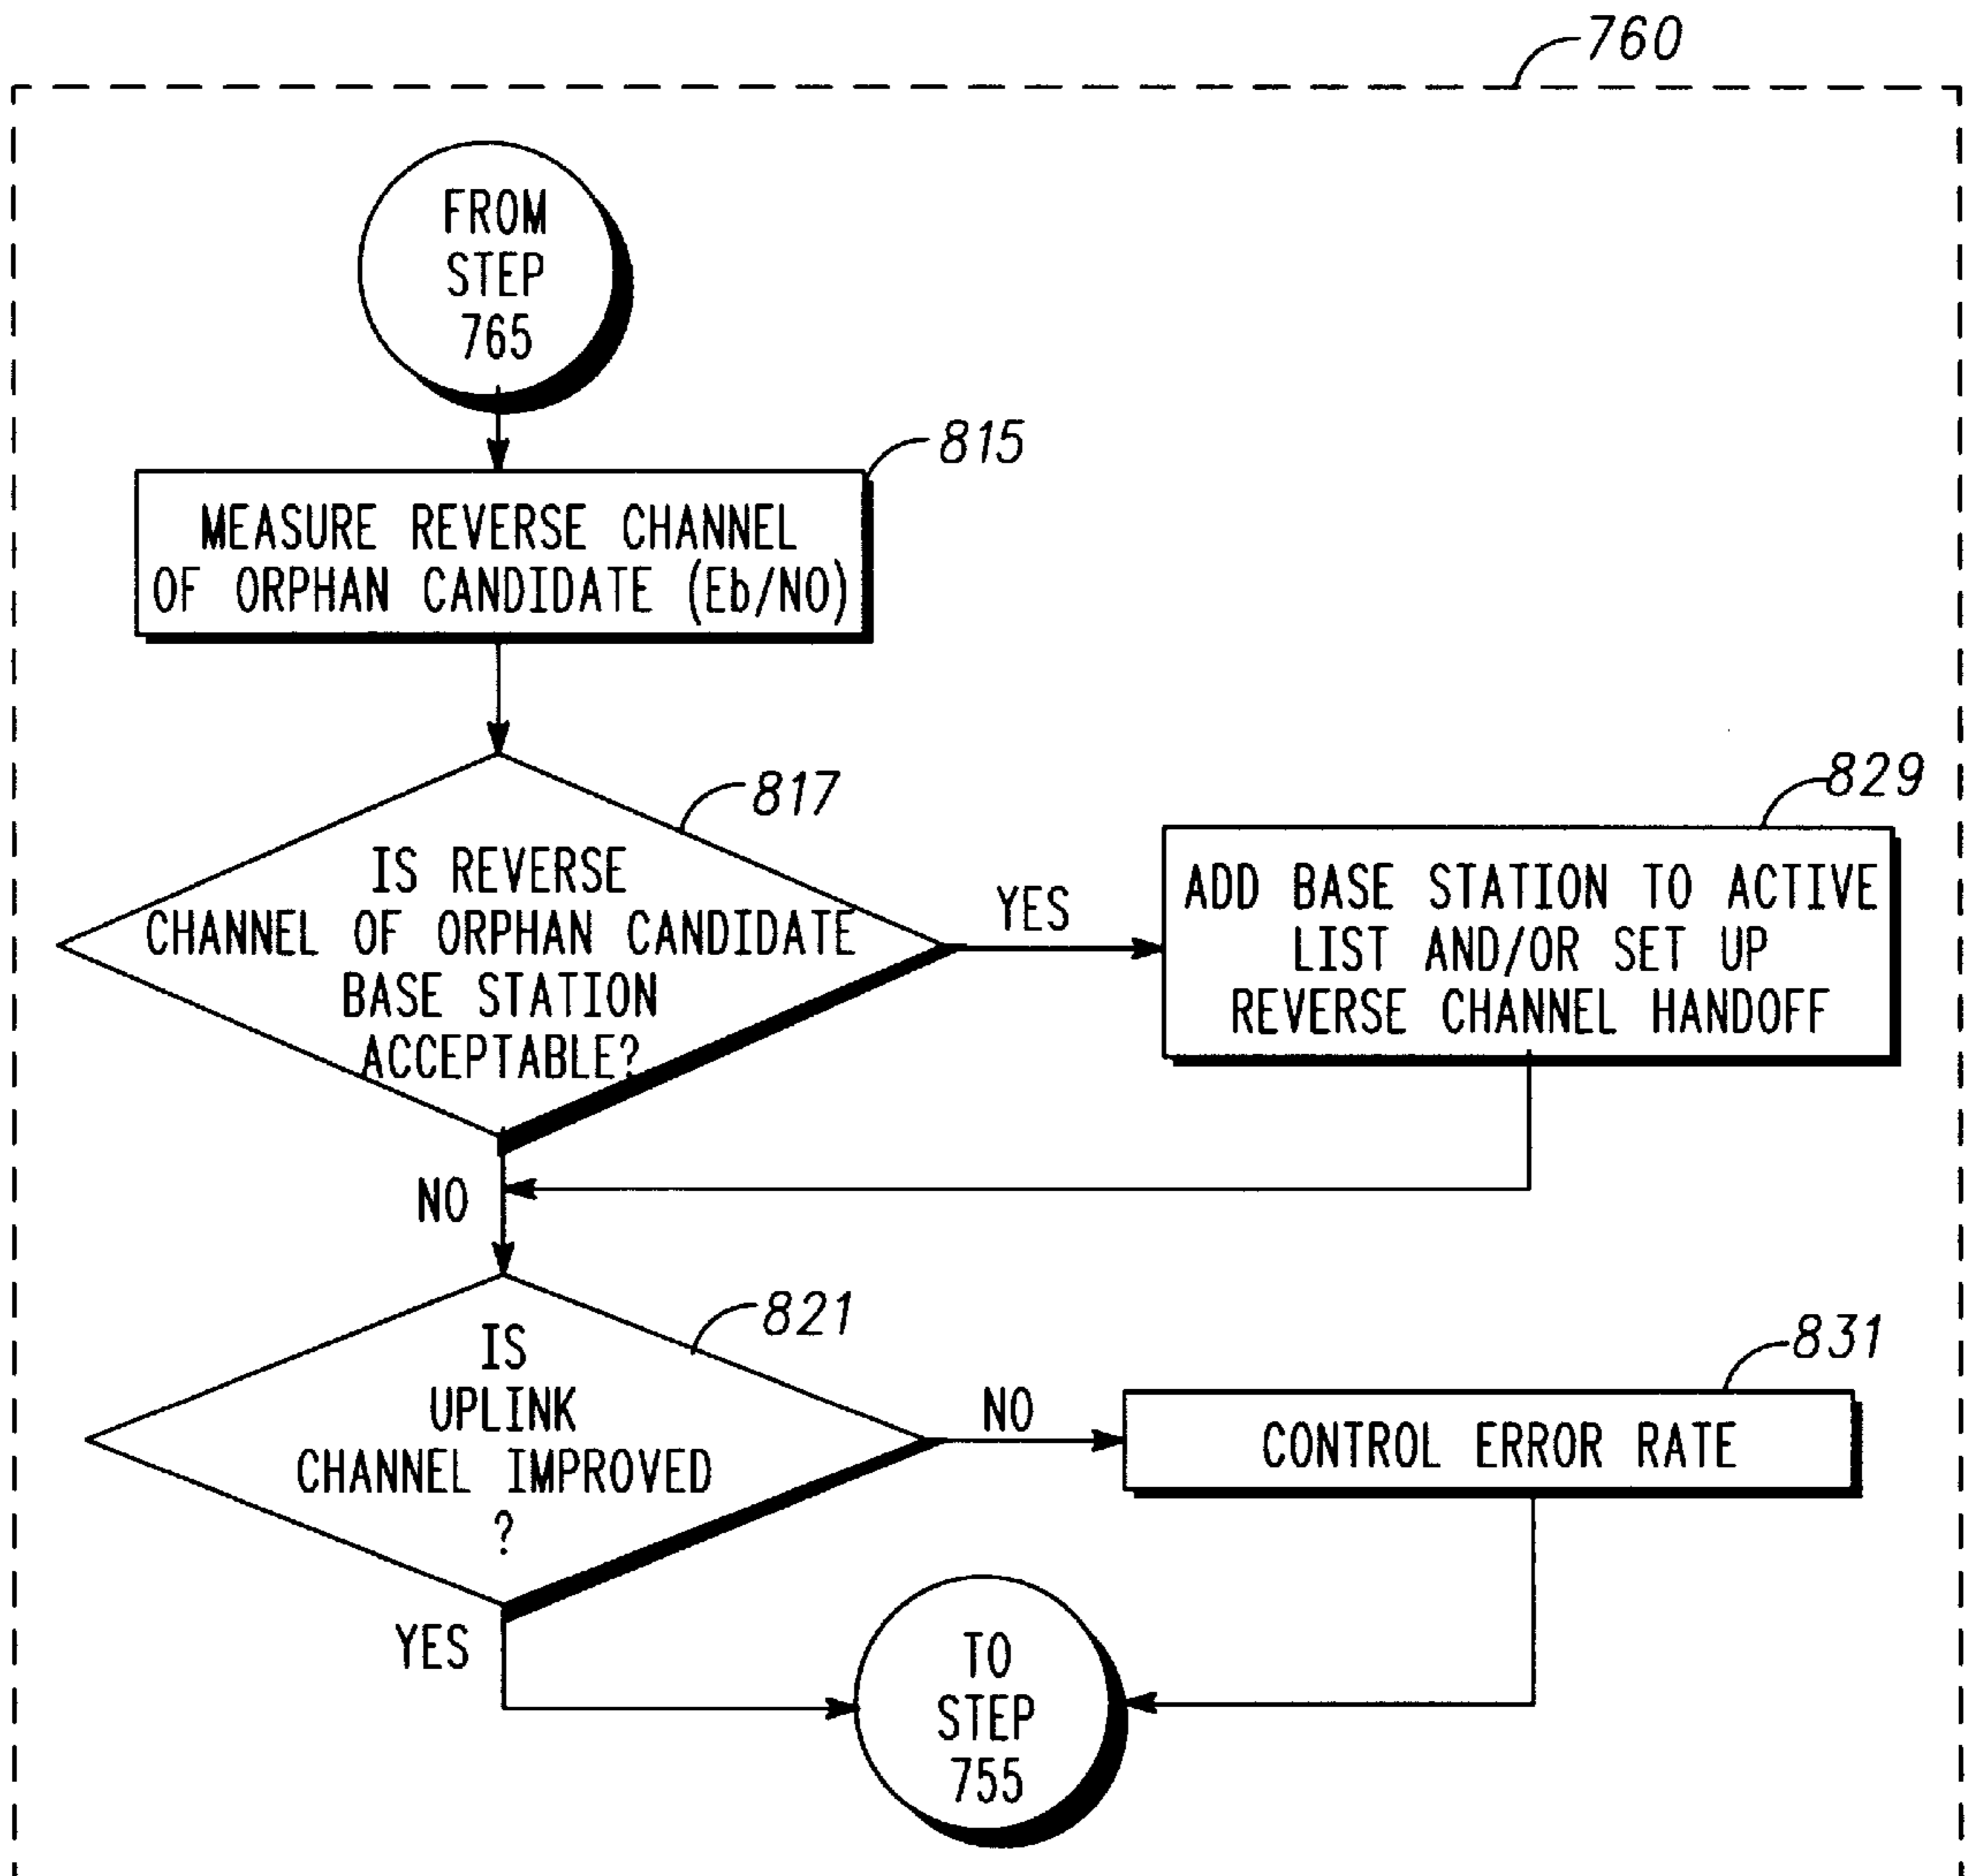 760
FROM
STEP
765
815
MEASURE REVERSE CHANNEL
OF ORPHAN CANDIDATE (Eb/NO)
817
IS REVERSE
CHANNEL OF ORPHAN CANDIDATE
BASE STATION
ACCEPTABLE?
YES
829
ADD BASE STATION TO ACTIVE
LIST AND/OR SET UP
REVERSE CHANNEL HANDOFF
NO
821
IS
UPLINK
CHANNEL IMPROVED
?
NO
831
CONTROL ERROR RATE
YES
TO
STEP
755